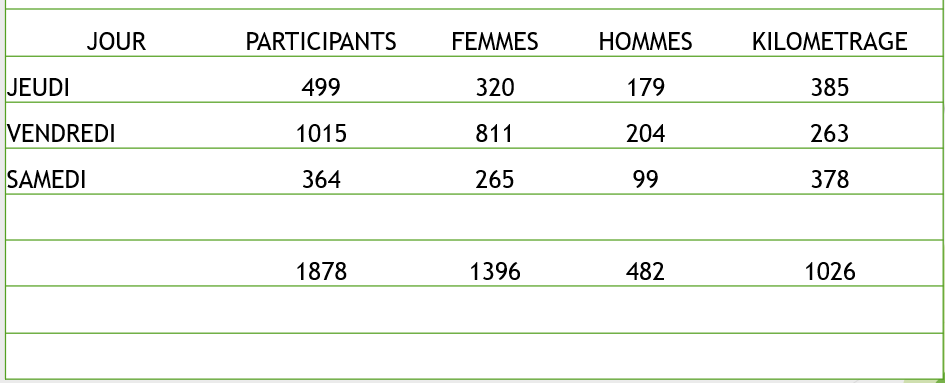 JOUR PARTICIPANTS FEMMES HOMMES KILOMETRAGE
JEUDI 499 320 179 385
VENDREDI 1015 811 204 263
SAMEDI 364 265 99 378
1878 1396 482 1026